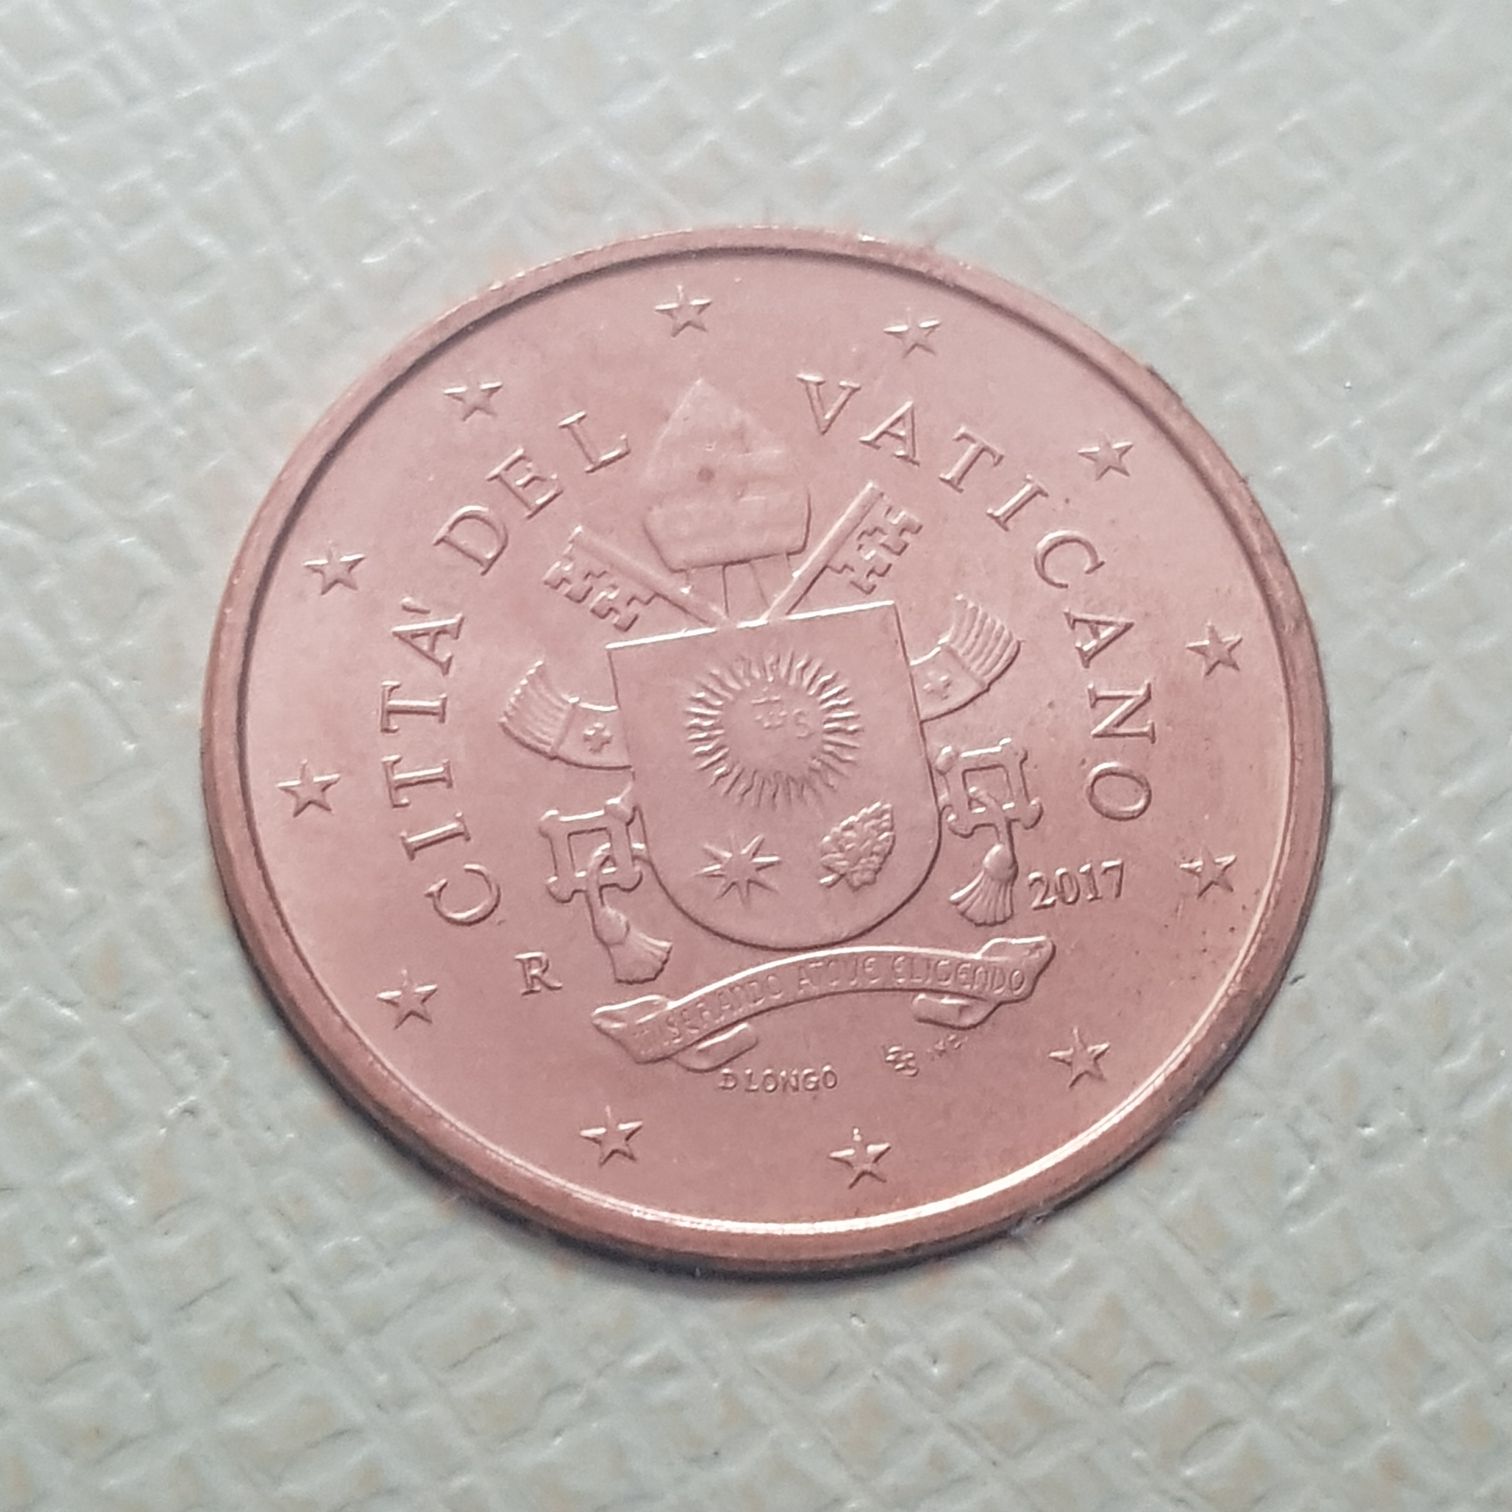 CITTA' DEL VATICANO
R
2017
MISERANDO ATQUE ELIGENDO
D LONGO